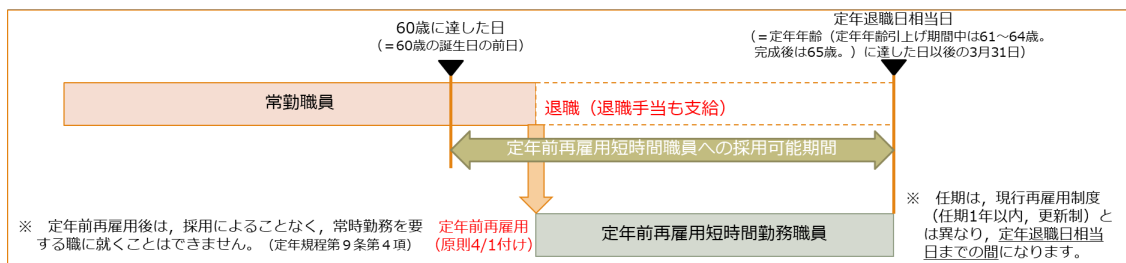 60歳に達した日
(＝60歳の誕生日の前日)
定年退職日相当日
(＝定年年齢（定年年齢引上げ期間中は61～64歳。
完成後は65歳。）に達した日以後の3月31日)
常勤職員
退職（退職手当も支給）
定年前再雇用短時間職員への採用可能期間
※　定年前再雇用後は，採用によることなく，常時勤務を要
する職に就くことはできません。（定年規程第９条第４項）
定年前再雇用
(原則4/1付け)
定年前再雇用短時間勤務職員
※　任期は，現行再雇用制度
（任期1年以内，更新制）と
は異なり，定年退職日相当
日までの間になります。